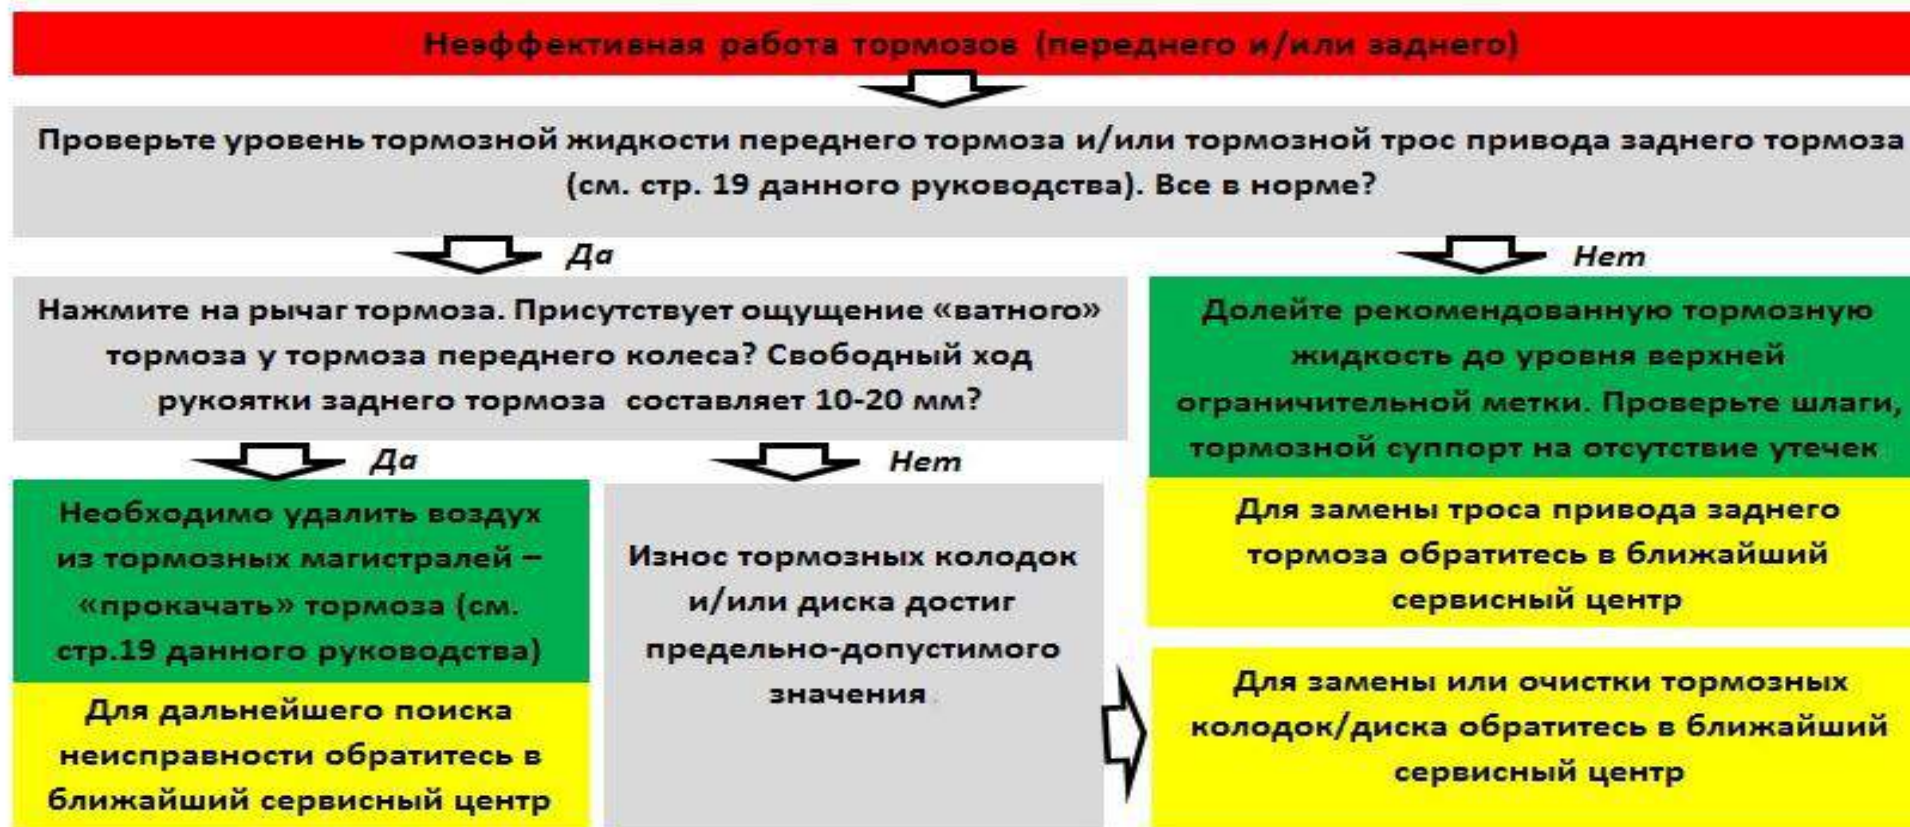 Неэффективная работа тормозов (переднего и/или заднего)
Проверьте уровень тормозной жидкости переднего тормоза и/или тормозной трос привода заднего тормоза
(см. стр. 19 данного руководства). Все в норме?
Да
Нет
Нажмите на рычаг тормоза. Присутствует ощущение «ватного»
тормоза у тормоза переднего колеса? Свободный ход
рукоятки заднего тормоза составляет 10-20 мм?
Долейте рекомендованную тормозную
жидкость до уровня верхней
ограничительной метки. Проверьте шлаги,
тормозной суппорт на отсутствие утечек
Для замены троса привода заднего
тормоза обратитесь в ближайший
сервисный центр
Да
Нет
Необходимо удалить воздух
из тормозных магистралей –
«прокачать» тормоза (см.
стр.19 данного руководства)
Для дальнейшего поиска
неисправности обратитесь в
ближайший сервисный центр
Износ тормозных колодок
и/или диска достиг
предельно-допустимого
значения
Для замены или очистки тормозных
колодок/диска обратитесь в ближайший
сервисный центр